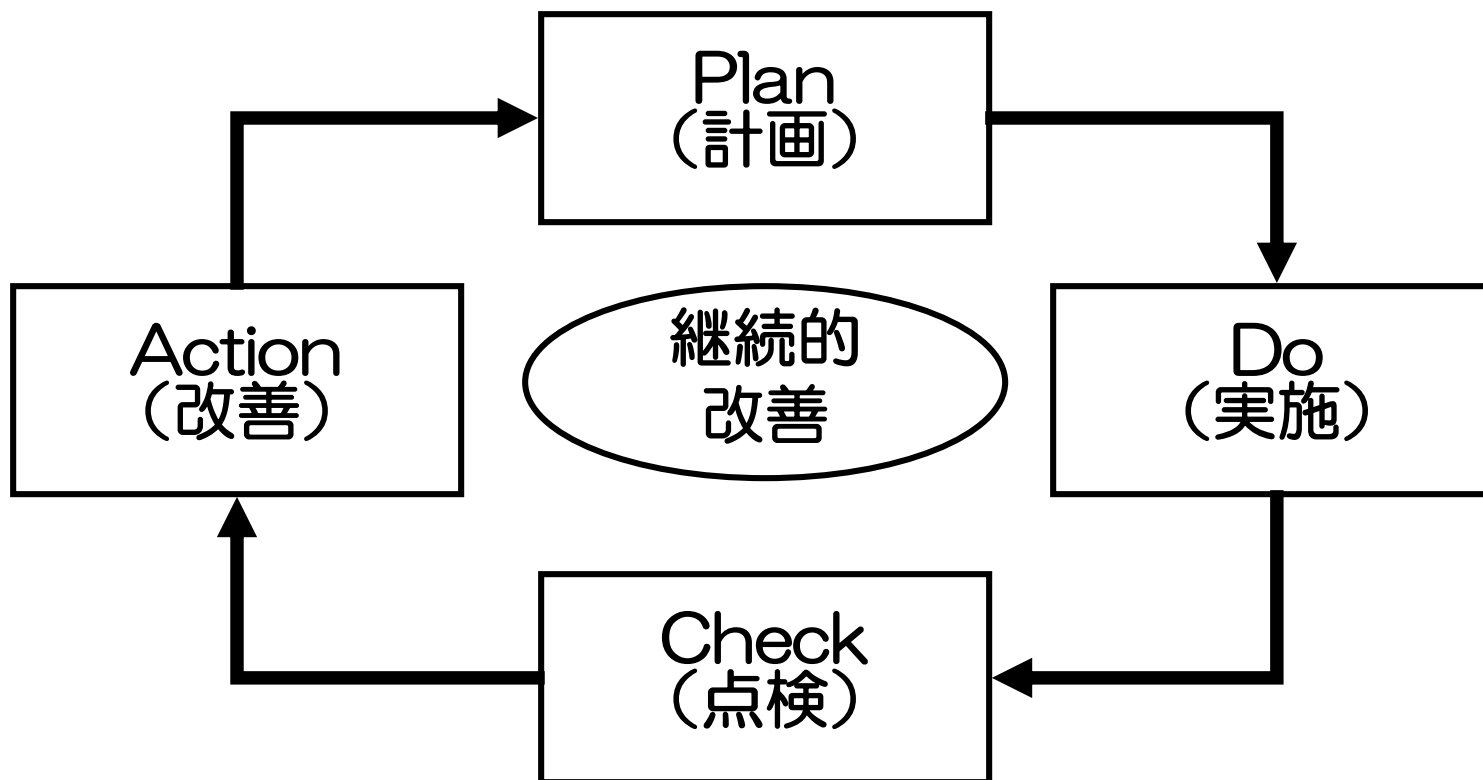 Plan
（計画）
Action
（改善）
継続的
改善
Do
（実施）
Check
（点検）